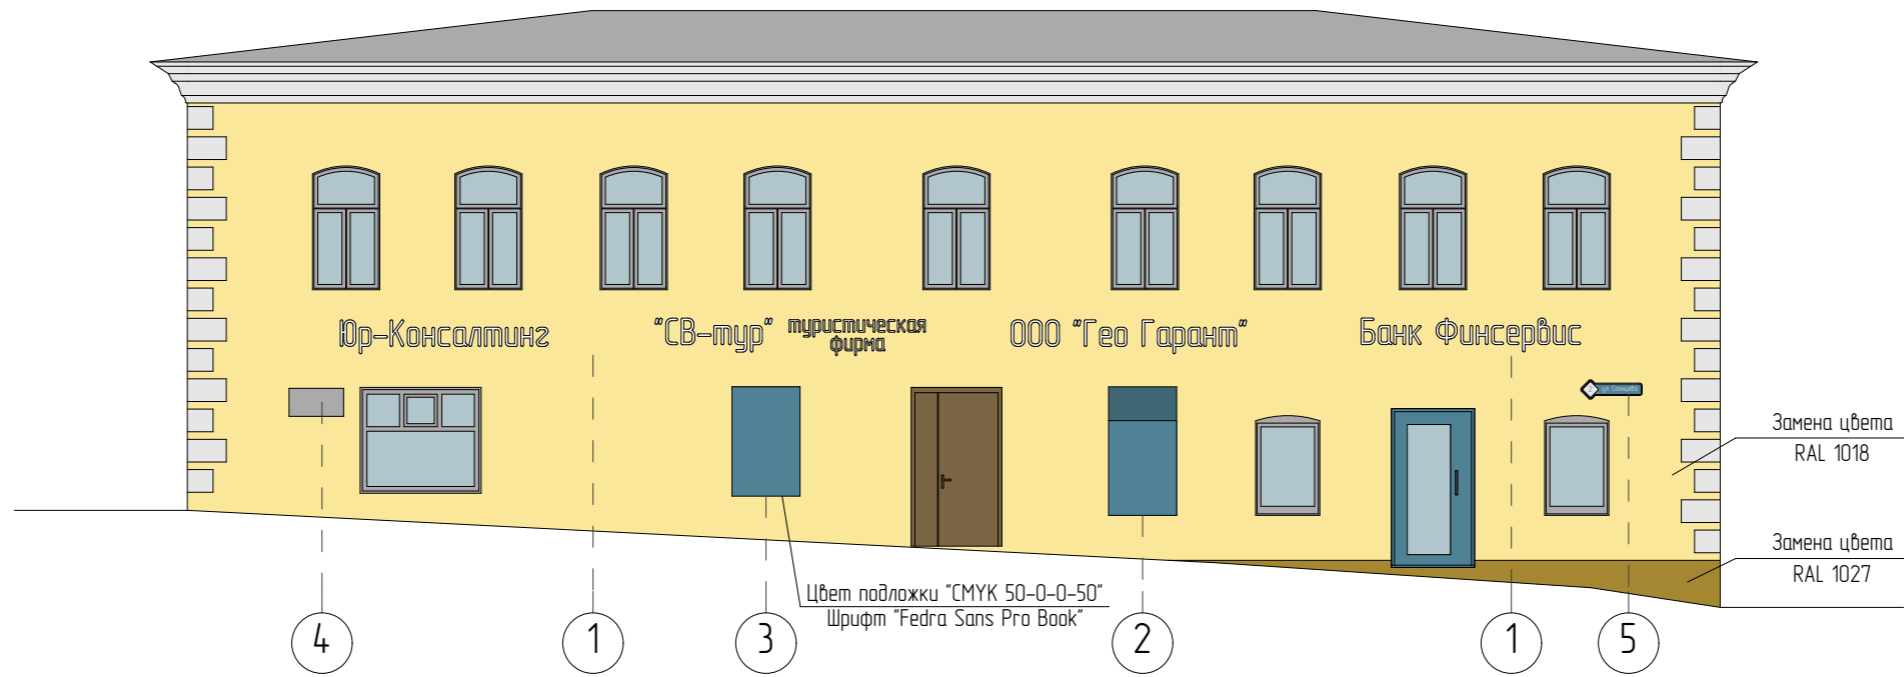 Юр-Консалтинг
"СВ-тур" туристическая
фирма
ООО "Гео Гарант"
Банк Финсервис
2
Замена цвета
RAL 1018
Замена цвета
RAL 1027
Цвет подложки "CMYK 50-0-0-50"
Шрифт "Fedra Sans Pro Book"
4
1
3
2
1
5